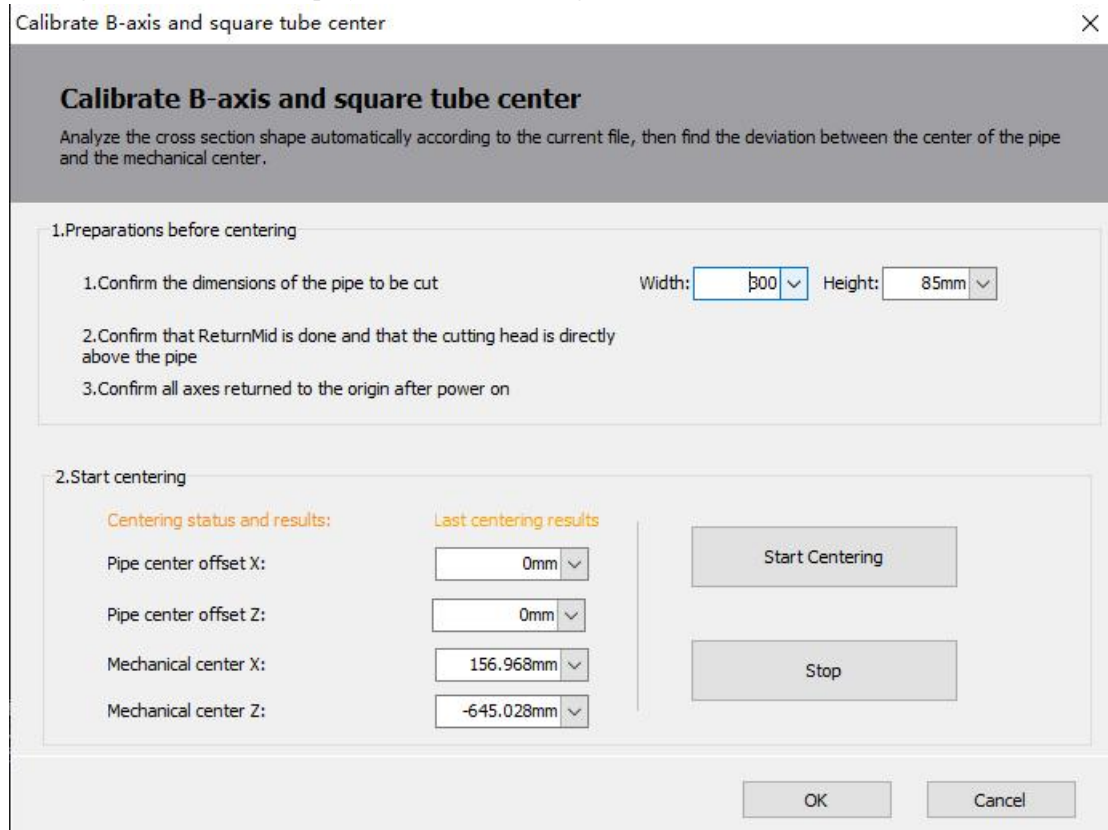 Calibrate B-axis and square tube center
Calibrate B-axis and square tube center
Analyze the cross section shape automatically according to the current file, then find the deviation between the center of the pipe
and the mechanical center.
1.Preparations before centering
1.Confirm the dimensions of the pipe to be cut Width: 300 Height: 85mm
2.Confirm that ReturnMid is done and that the cutting head is directly
above the pipe
3.Confirm all axes returned to the origin after power on
2.Start centering
Centering status and results: Last centering results
Pipe center offset X: 0mm Start Centering
Pipe center offset Z: 0mm
Mechanical center X: 156.968mm Stop
Mechanical center Z: -645.028mm
OK Cancel